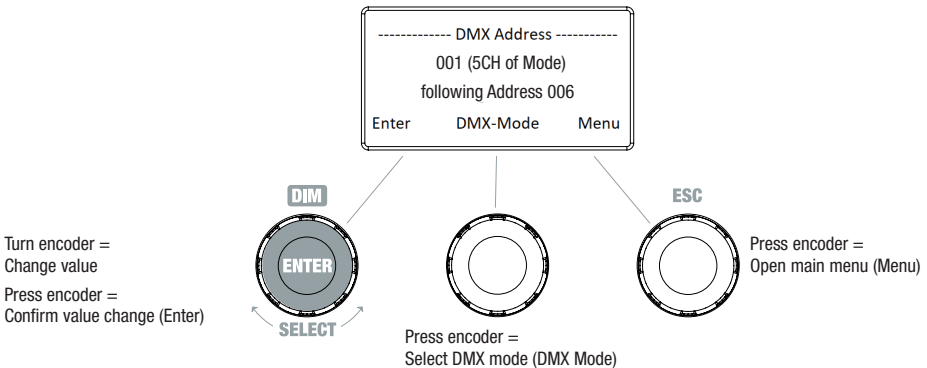 ------------- DMX Address -----------
001 (5CH of Mode)
following Address 006
Enter DMX-Mode Menu
DIM
ESC
Turn encoder =
Change value
Press encoder =
Confirm value change (Enter)
ENTER
SELECT
Press encoder =
Select DMX mode (DMX Mode)
Press encoder =
Open main menu (Menu)